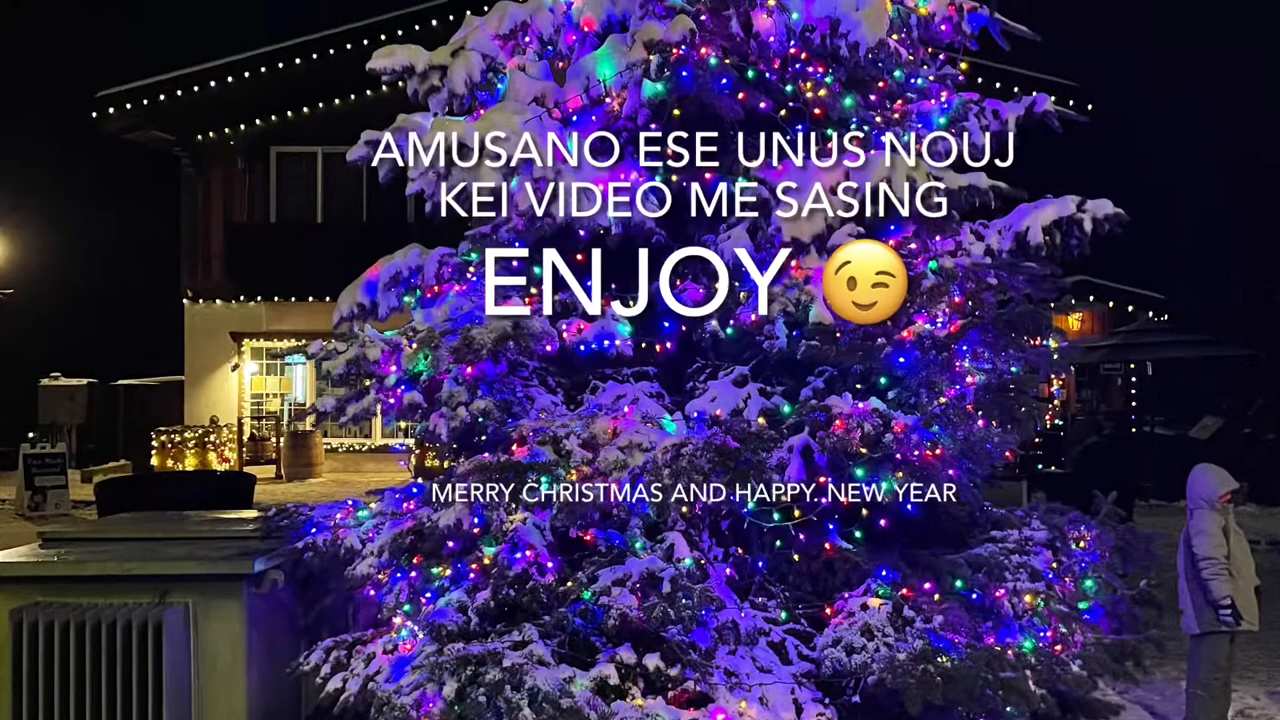 AMUSANO ESE UNUS NOUJ
KEI VIDEO ME SASING
ENJOY 😉
MERRY CHRISTMAS AND HAPPY NEW YEAR